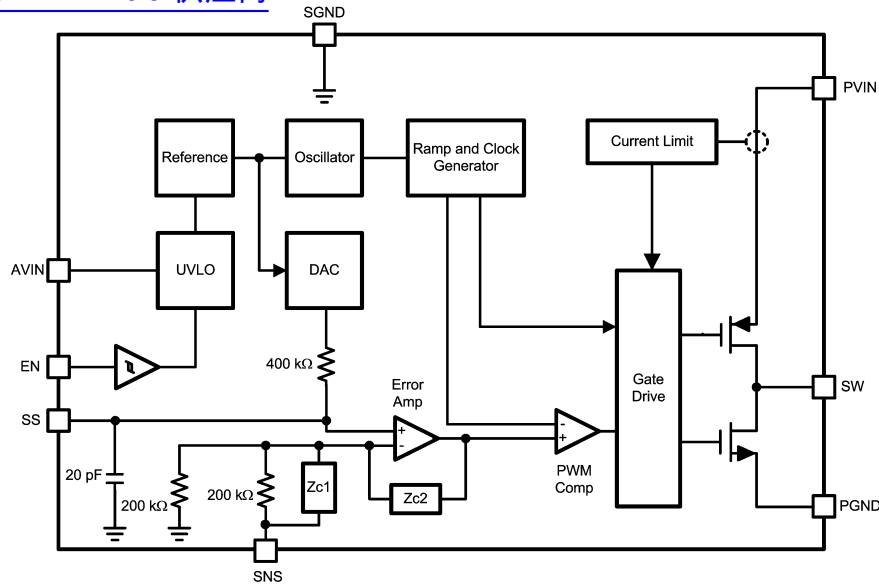 SGND
PVIN
Reference
Oscillator
Ramp and Clock
Generator
Current Limit
AVIN
UVLO
DAC
EN
400 kΩ
Error
Amp
Gate
Drive
SW
SS
+
-
-
+
20 pF
200 kΩ
200 kΩ
Zc1
Zc2
PWM
Comp
PGND
SNS